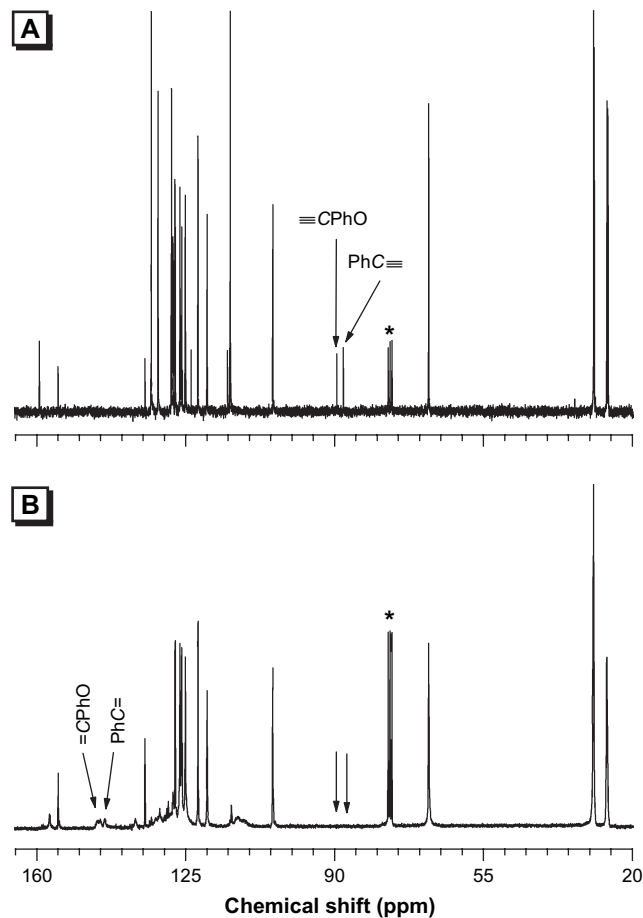 A
≡CPhO
PhC≡
*
B
*
=CPhO
PhC=
160 125 90 55 20
Chemical shift (ppm)